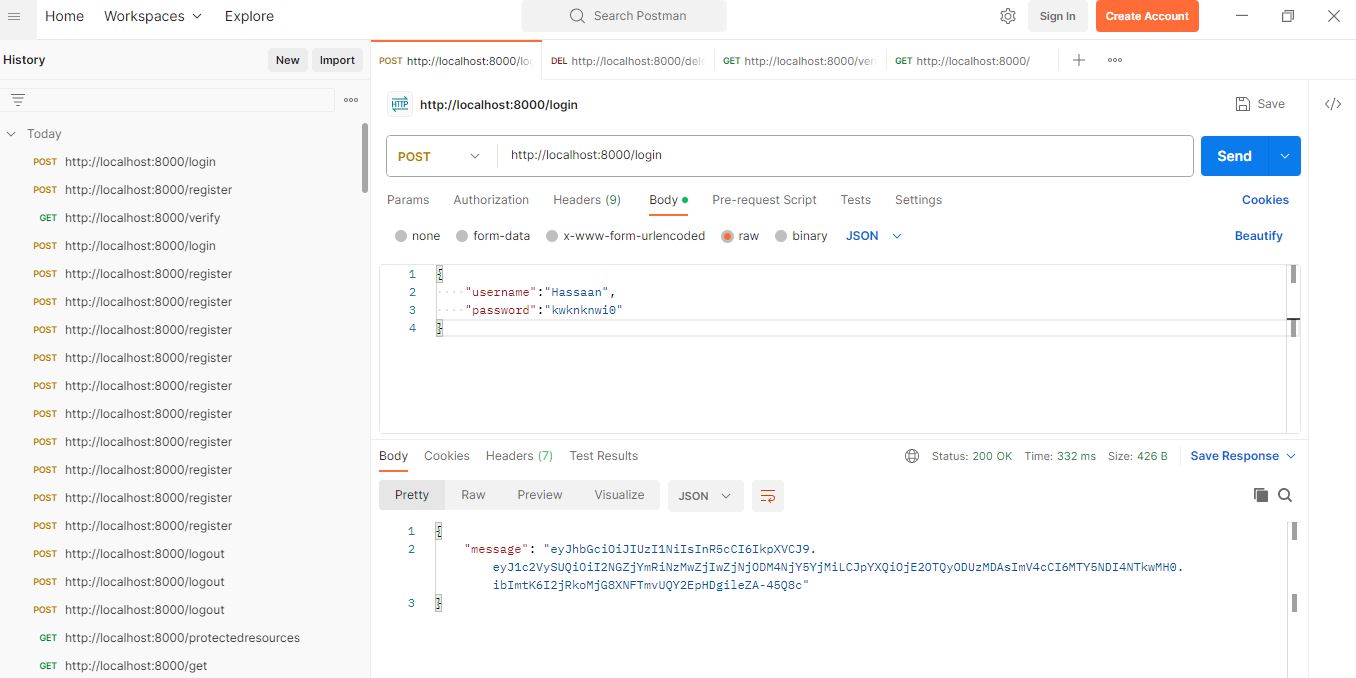 Home Workspaces Explore Search Postman Sign In Create Account
History New Import
POST http://localhost:8000/lo DEL http://localhost:8000/del GET http://localhost:8000/ver GET http://localhost:8000/
http://localhost:8000/login Save
Today
POST http://localhost:8000/login
POST http://localhost:8000/register
GET http://localhost:8000/verify
POST http://localhost:8000/login
POST http://localhost:8000/register
POST http://localhost:8000/register
POST http://localhost:8000/register
POST http://localhost:8000/register
POST http://localhost:8000/register
POST http://localhost:8000/register
POST http://localhost:8000/register
POST http://localhost:8000/register
POST http://localhost:8000/register
POST http://localhost:8000/register
POST http://localhost:8000/logout
POST http://localhost:8000/logout
POST http://localhost:8000/logout
GET http://localhost:8000/protectedresources
GET http://localhost:8000/get
POST http://localhost:8000/login Send
Params Authorization Headers (9) Body Pre-request Script Tests Settings Cookies
none form-data x-www-form-urlencoded raw binary JSON Beautify
1 {
2 "username":"Hassaan",
3 "password":"kwknknwi0"
4 }
Body Cookies Headers (7) Test Results Status: 200 OK Time: 332 ms Size: 426 B Save Response
Pretty Raw Preview Visualize JSON
1 {
2 "message": "eyJhbGciOiJIUzI1NiIsInR5cCI6IkpXVCJ9.
eyJ1c2VySUQiOiI2NGZjYmRiNzMwZjIwZjNjODM4NjY5YjMiLCJpYXQiOjE2OTQyODUzMDAsImV4cCI6MTY5NDI4NTkwMH0.
ibImtK6I2jRkoMjG8XNFTmvUQY2EpHDgileZA-45Q8c"
3 }